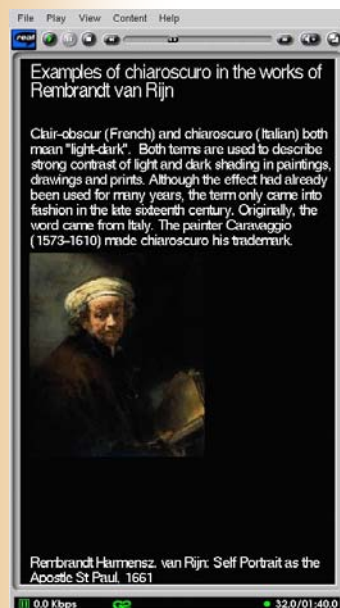 File Play View Content Help
real
Examples of chiaroscuro in the works of
Rembrandt van Rijn
Clair-obscur (French) and chiaroscuro (Italian) both
mean "light-dark". Both terms are used to describe
strong contrast of light and dark shading in paintings,
drawings and prints. Although the effect had already
been used for many years, the term only came into
fashion in the late sixteenth century. Originally, the
word came from Italy. The painter Caravaggio
(1573–1610) made chiaroscuro his trademark.
Rembrandt Harmensz. van Rijn: Self Portrait as the
Apostle St Paul, 1661
0.0 Kbps 32.0/01:40.0